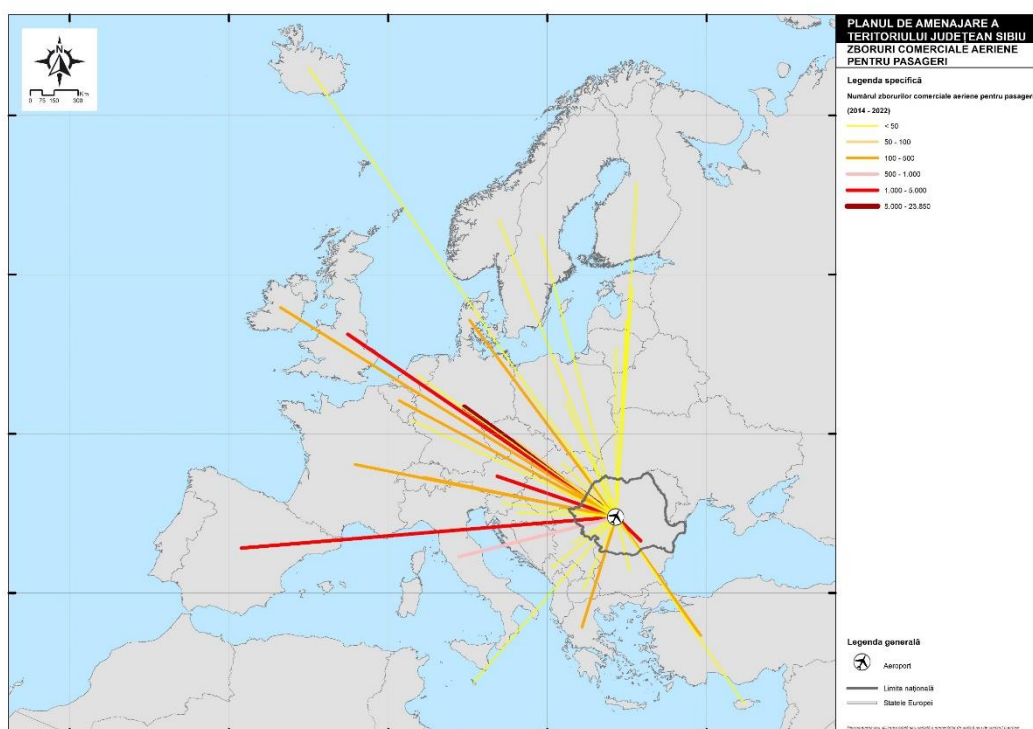 PLANUL DE AMENAJARE A
TERITORIULUI JUDEȚEAN SIBIU
ZBORURI COMERCIALE AERIENE
PENTRU PASAGERI
N
0 75 150 300 Km
Legenda specifică
Numărul zborurilor comerciale aeriene pentru pasageri
(2014 - 2022)
< 50
50 - 100
100 - 500
500 - 1.000
1.000 - 5.000
5.000 - 23.850
Legenda generală
Aeroport
Limita națională
Statele Europei